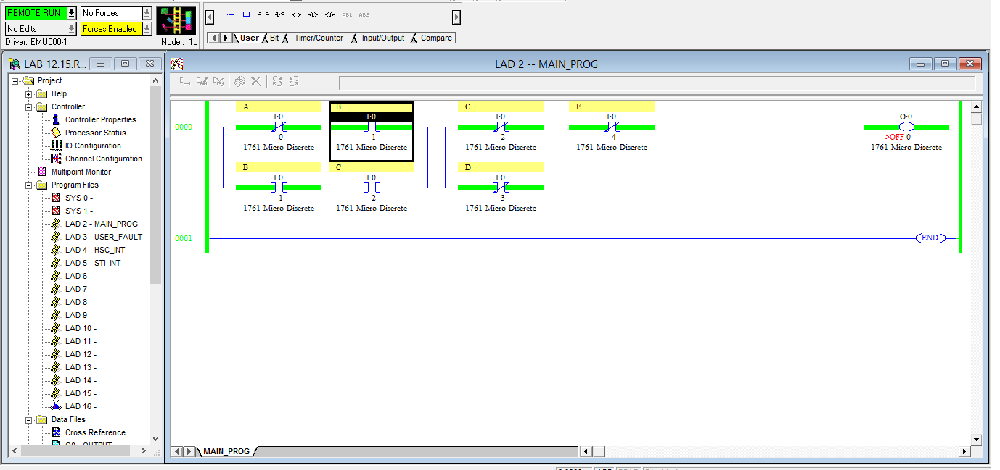 REMOTE RUN No Forces
No Edits Forces Enabled
Driver: EMU500-1 Node : 1d
ABL ABS
User Bit Timer/Counter Input/Output Compare
LAB 12.15.R...
Project
Help
Controller
Controller Properties
Processor Status
IO Configuration
Channel Configuration
Multipoint Monitor
Program Files
SYS 0 -
SYS 1 -
LAD 2 - MAIN_PROG
LAD 3 - USER_FAULT
LAD 4 - HSC_INT
LAD 5 - STI_INT
LAD 6 -
LAD 7 -
LAD 8 -
LAD 9 -
LAD 10 -
LAD 11 -
LAD 12 -
LAD 13 -
LAD 14 -
LAD 15 -
LAD 16 -
Data Files
Cross Reference
LAD 2 -- MAIN_PROG
A B C E
I:0 I:0 I:0 I:0 O:0
0000
0 1 2 4 >OFF 0
1761-Micro-Discrete 1761-Micro-Discrete 1761-Micro-Discrete 1761-Micro-Discrete 1761-Micro-Discrete
B C D
I:0 I:0 I:0
1 2 3
1761-Micro-Discrete 1761-Micro-Discrete 1761-Micro-Discrete
0001 END
MAIN_PROG